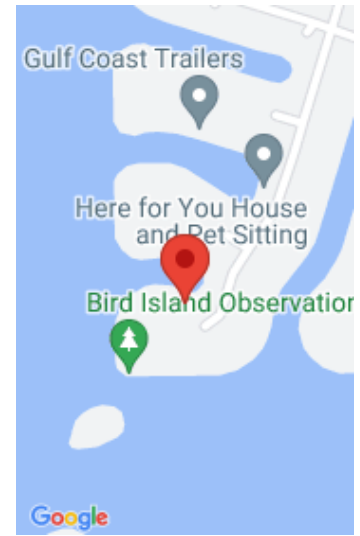 Gulf Coast Trailers
Here for You House
and Pet Sitting
Bird Island Observation
Google